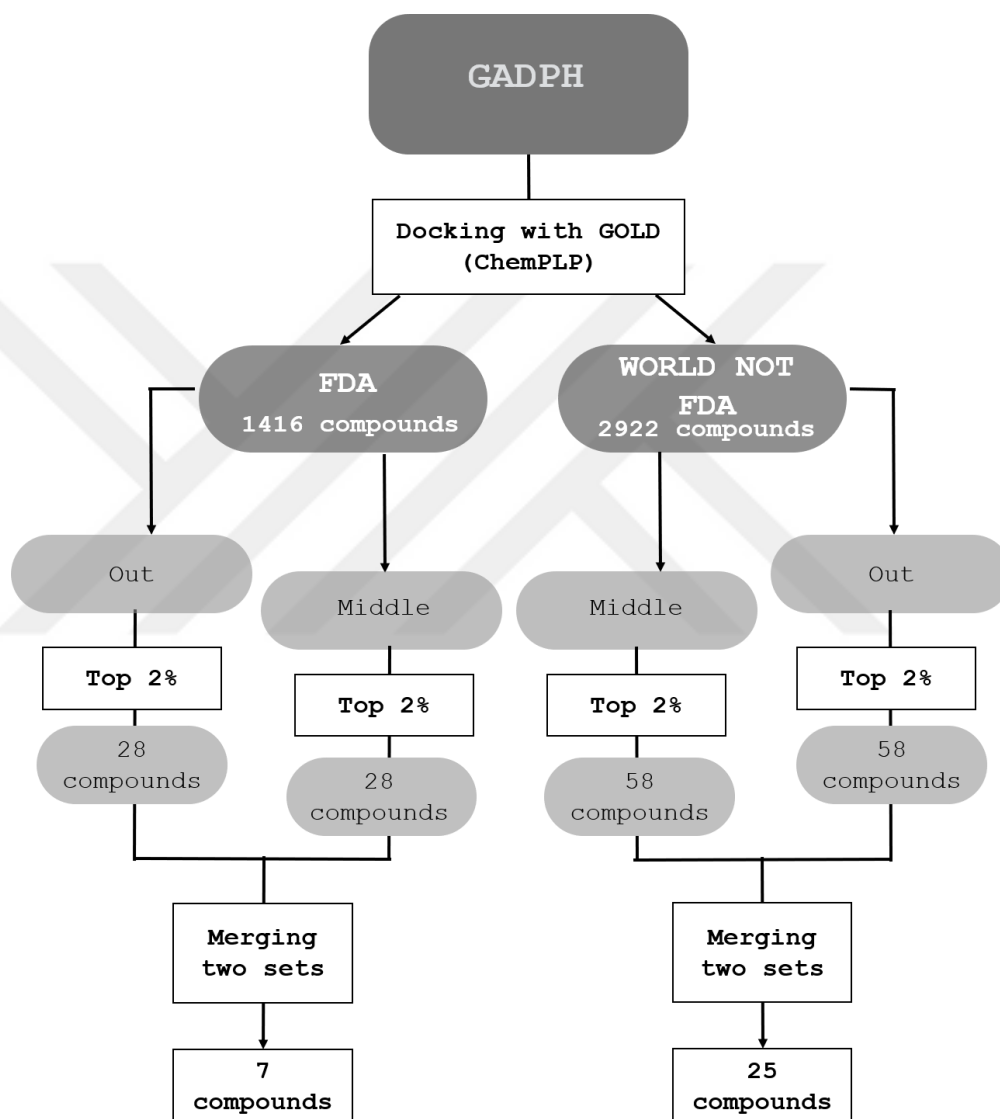 GADPH
Docking with GOLD
(ChemPLP)
FDA
1416 compounds
WORLD NOT
FDA
2922 compounds
Out
Middle
Middle
Out
Top 2%
Top 2%
Top 2%
Top 2%
28
compounds
28
compounds
58
compounds
58
compounds
Merging
two sets
Merging
two sets
7
compounds
25
compounds